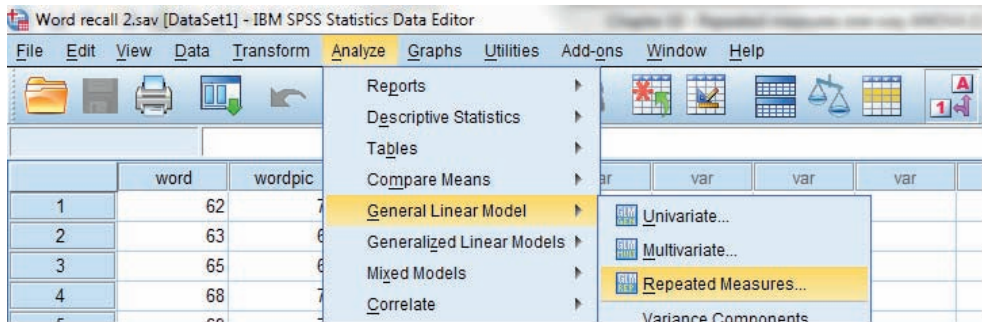 Word recall 2.sav [DataSet1] - IBM SPSS Statistics Data Editor
File Edit View Data Transform Analyze Graphs Utilities Add-ons Window Help
Reports
Descriptive Statistics
Tables
word wordpic Compare Means var var var
1 62 General Linear Model Univariate...
2 63 Generalized Linear Models Multivariate...
3 65 Mixed Models Repeated Measures...
4 68 Correlate Variance Components